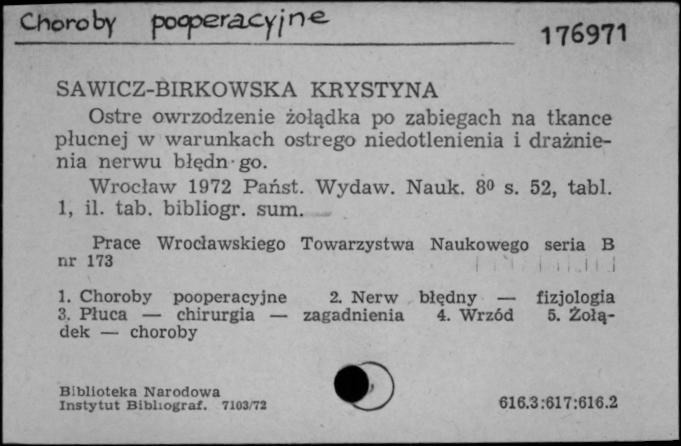 Choroby pooperacyjne
176971
SAWICZ-BIRKOWSKA KRYSTYNA
Ostre owrzodzenie żołądka po zabiegach na tkance
płucnej w warunkach ostrego niedotlenienia i drażnie-
nia nerwu błędn go.
Wrocław 1972 Państ. Wydaw. Nauk. 8⁰ s. 52, tabl.
1, il. tab. bibliogr. sum.
Prace Wrocławskiego Towarzystwa Naukowego seria B
nr 173
1. Choroby pooperacyjne 2. Nerw błędny — fizjologia
3. Płuca — chirurgia — zagadnienia 4. Wrzód 5. Żołą-
dek — choroby
Biblioteka Narodowa
Instytut Bibliograf. 7103/72
616.3:617:616.2